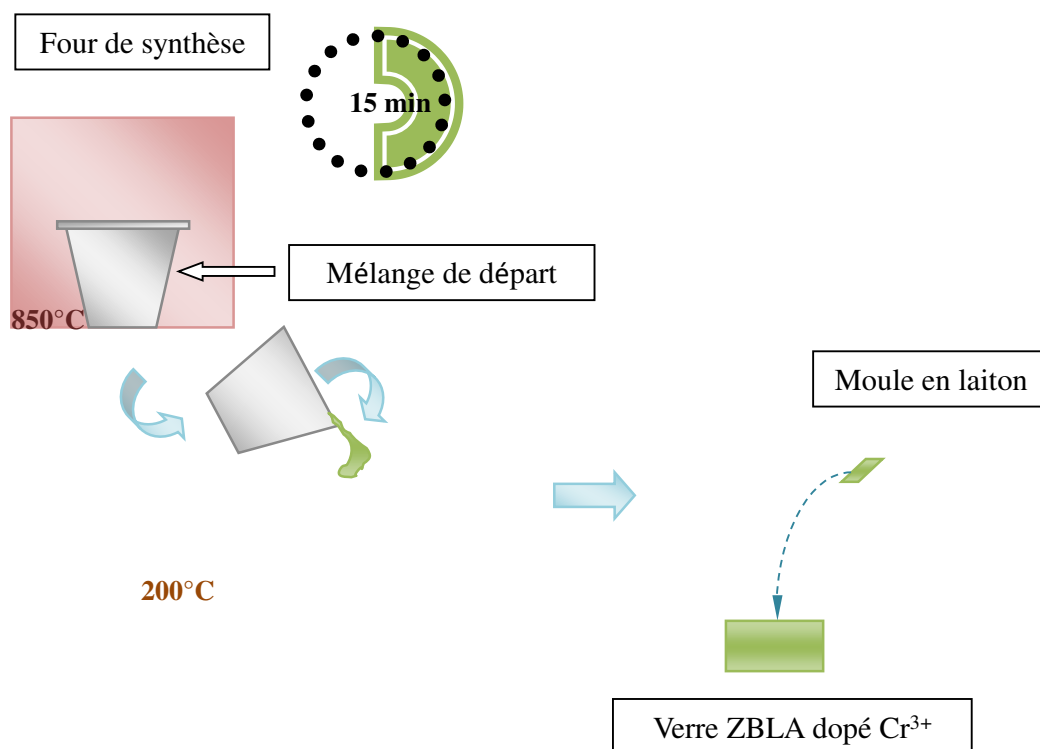 Four de synthèse
15 min
Mélange de départ
850°C
Moule en laiton
200°C
Verre ZBLA dopé Cr³⁺